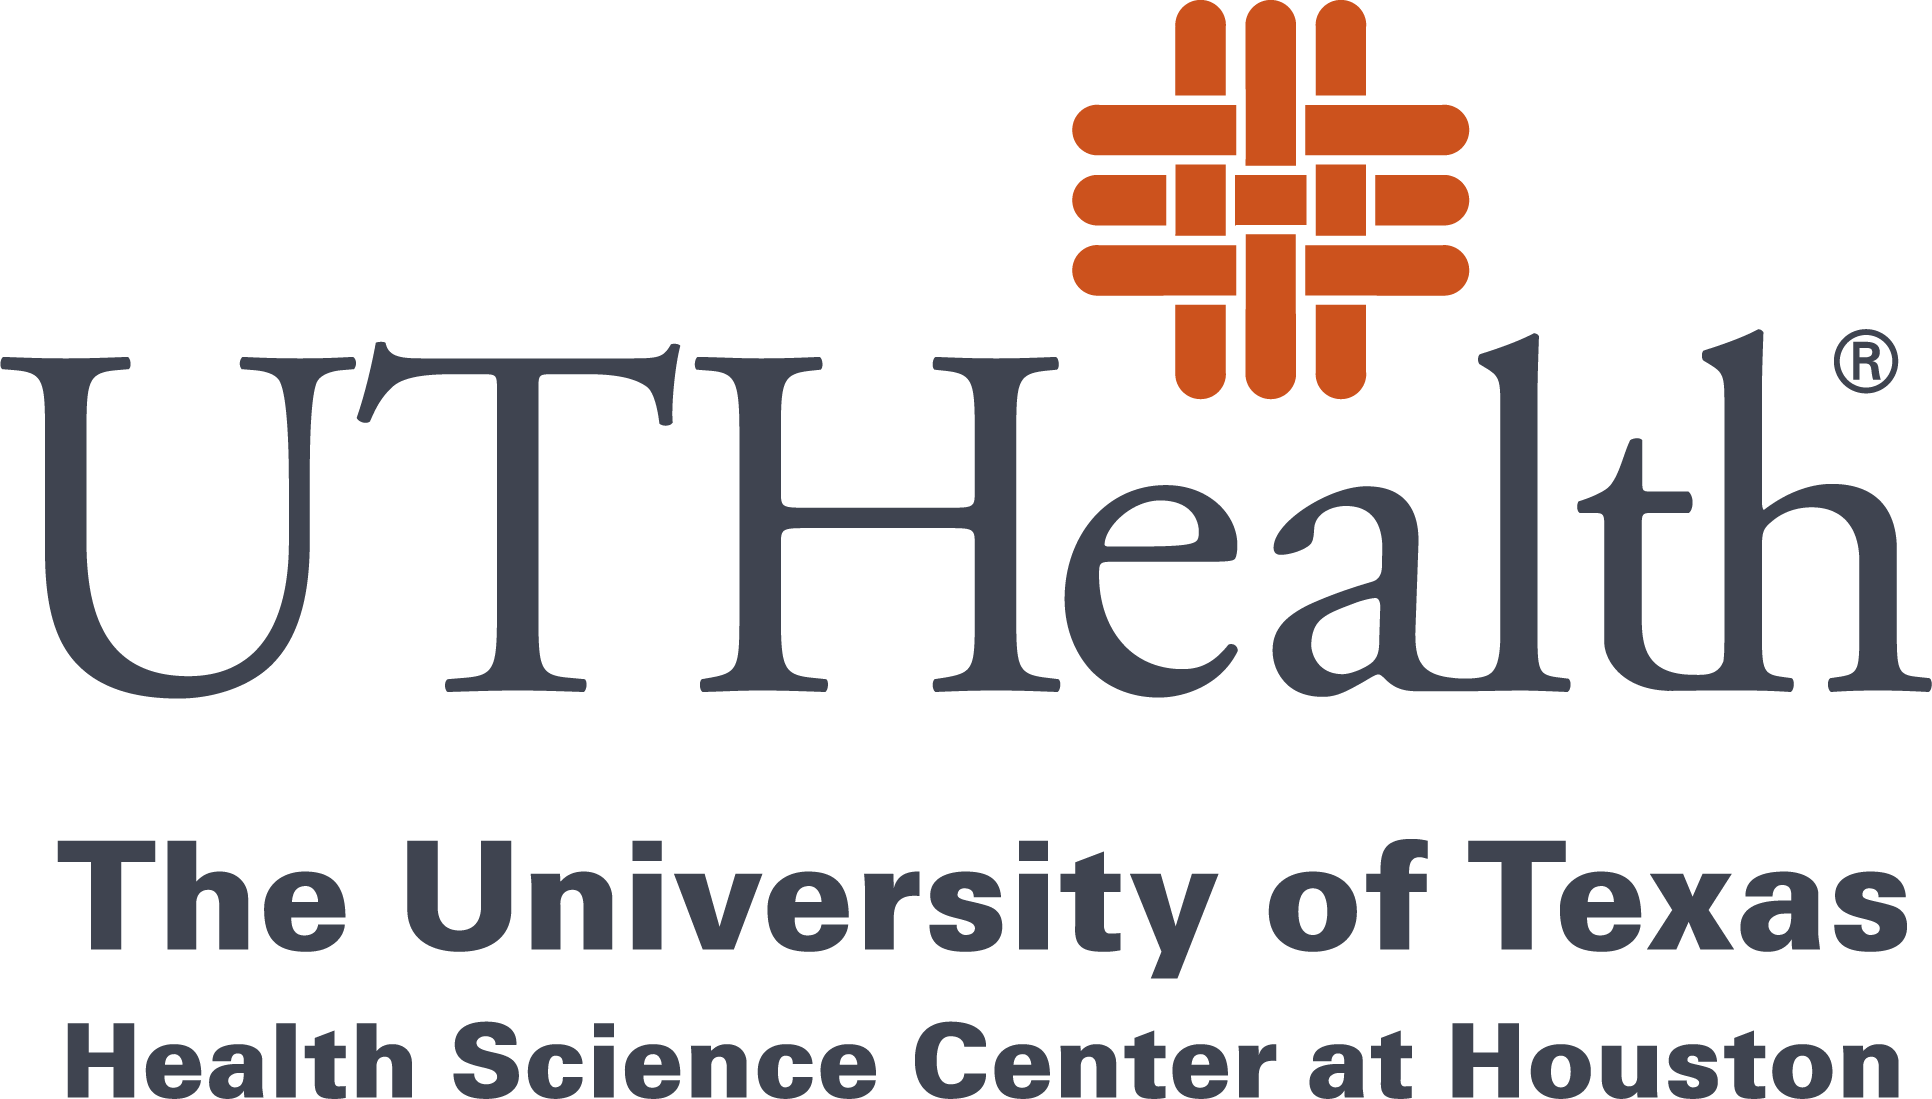 UTHealth®
The University of Texas
Health Science Center at Houston